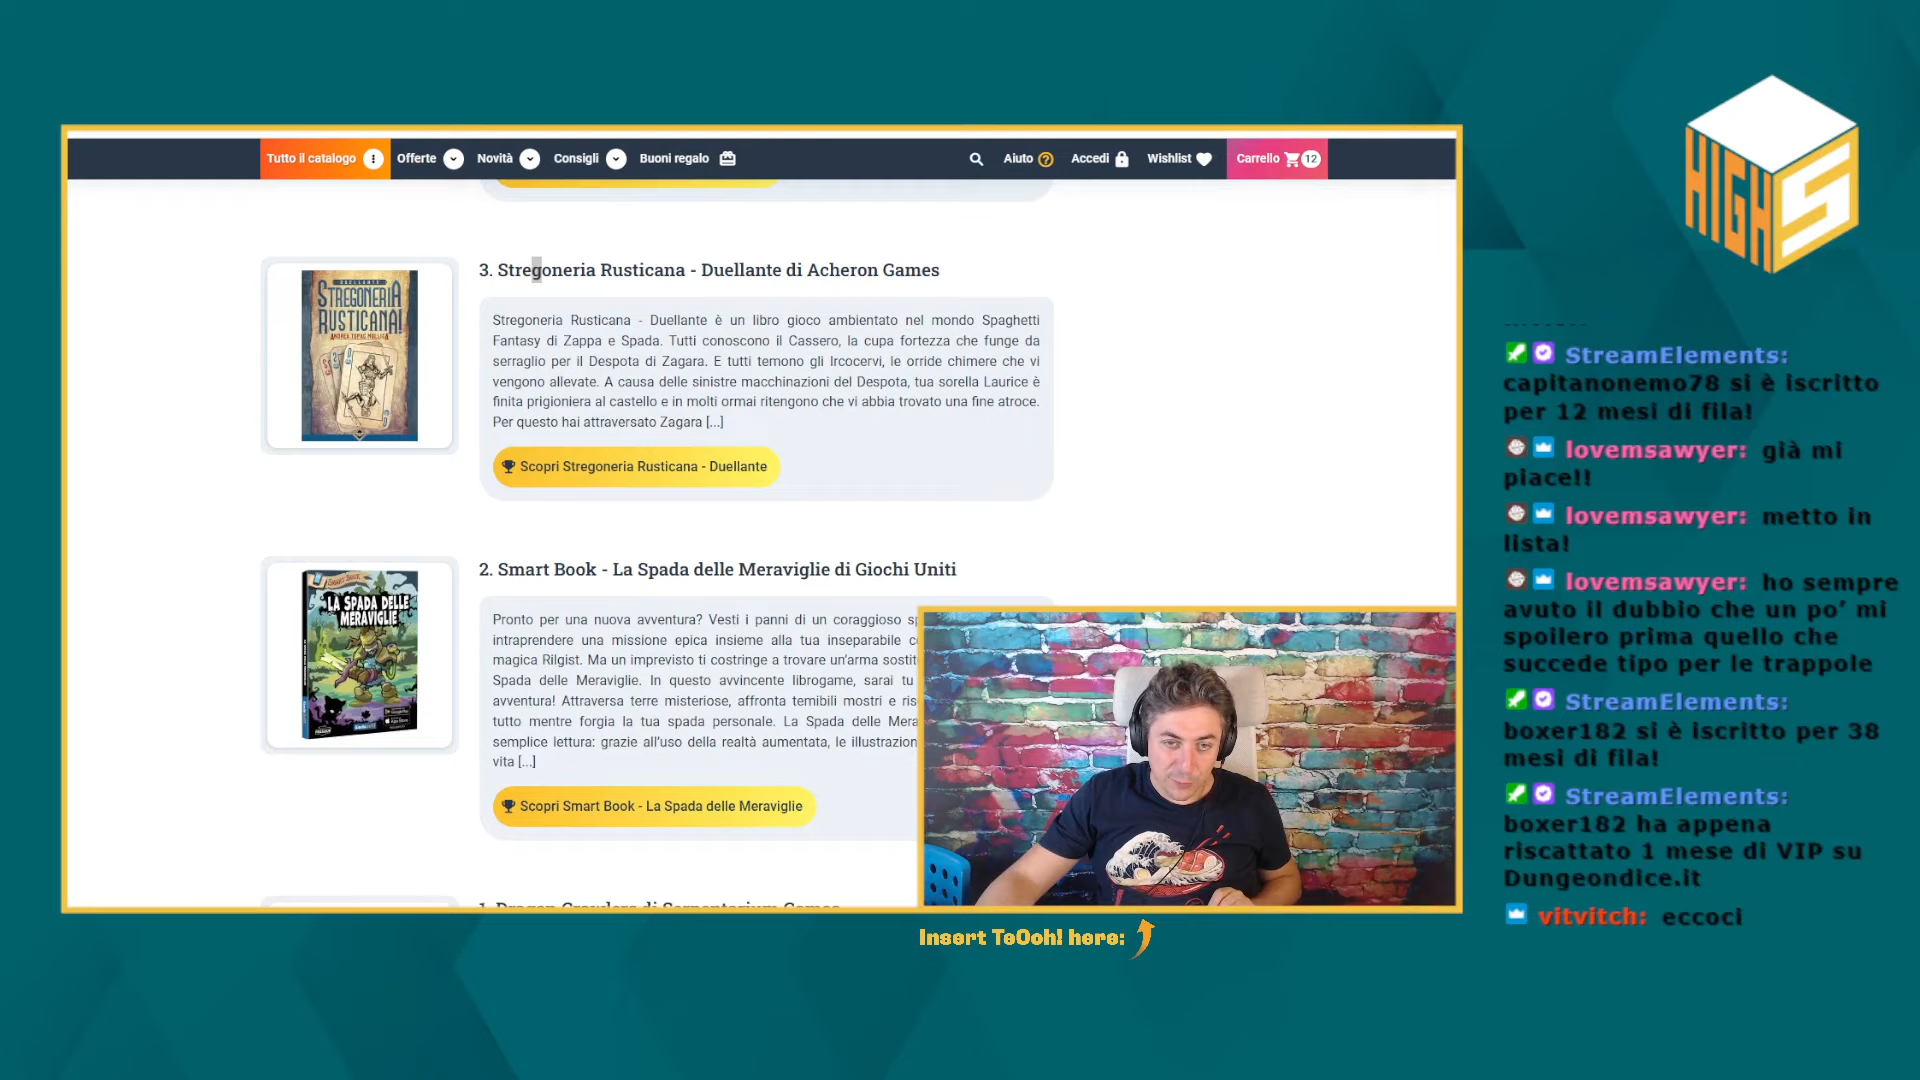 Tutto il catalogo Offerte Novità Consigli Buoni regalo Aiuto Accedi Wishlist Carrello 12
3. Stregoneria Rusticana - Duellante di Acheron Games
DUELLANTE
STREGONERIA
RUSTICANA!
Stregoneria Rusticana - Duellante è un libro gioco ambientato nel mondo Spaghetti
Fantasy di Zappa e Spada. Tutti conoscono il Cassero, la cupa fortezza che funge da
serraglio per il Despota di Zagara. E tutti temono gli Ircocervi, le orride chimere che vi
vengono allevate. A causa delle sinistre macchinazioni del Despota, tua sorella Laurice è
finita prigioniera al castello e in molti ormai ritengono che vi abbia trovato una fine atroce.
Per questo hai attraversato Zagara [...]
Scopri Stregoneria Rusticana - Duellante
2. Smart Book - La Spada delle Meraviglie di Giochi Uniti
SMART BOOK
LA SPADA DELLE
MERAVIGLIE
Pronto per una nuova avventura? Vesti i panni di un coraggioso
intraprendere una missione epica insieme alla tua inseparabile
magica Rilgist. Ma un imprevisto ti costringe a trovare un'arma
Spada delle Meraviglie. In questo avvincente librogame, sarai tu
avventura! Attraversa terre misteriose, affronta temibili mostri e
tutto mentre forgia la tua spada personale. La Spada delle
semplice lettura: grazie all'uso della realtà aumentata, le
vita [...]
Scopri Smart Book - La Spada delle Meraviglie
1. Dragon Crawlers di Serpentarium Games
Insert TeOoh! here:
HIGH 5
StreamElements:
capitanonemo78 si è iscritto
per 12 mesi di fila!
lovemsawyer: già mi
piace!!
lovemsawyer: metto in
lista!
lovemsawyer: ho sempre
avuto il dubbio che un po' mi
spoilero prima quello che
succede tipo per le trappole
StreamElements:
boxer182 si è iscritto per 38
mesi di fila!
StreamElements:
boxer182 ha appena
riscattato 1 mese di VIP su
Dungeondice.it
vitvitch: eccoci